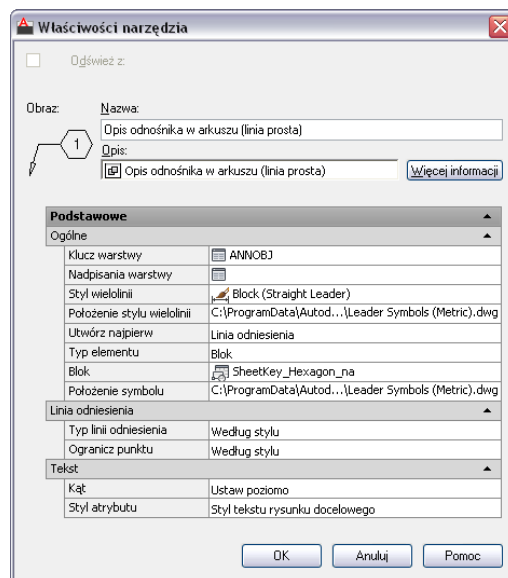 Właściwości narzędzia
Odśwież z:
Obraz:
Nazwa:
Opis odnośnika w arkuszu (linia prosta)
1
Opis:
Opis odnośnika w arkuszu (linia prosta)
Więcej informacji
Podstawowe
Ogólne
Klucz warstwy ANNOBJ
Nadpisania warstwy
Styl wielolinii Block (Straight Leader)
Położenie stylu wielolinii C:\ProgramData\Autod...\Leader Symbols (Metric).dwg
Utwórz najpierw Linia odniesienia
Typ elementu Blok
Blok SheetKey_Hexagon_na
Położenie symbolu C:\ProgramData\Autod...\Leader Symbols (Metric).dwg
Linia odniesienia
Typ linii odniesienia Według stylu
Ogranicz punktu Według stylu
Tekst
Kąt Ustaw poziomo
Styl atrybutu Styl tekstu rysunku docelowego
OK Anuluj Pomoc